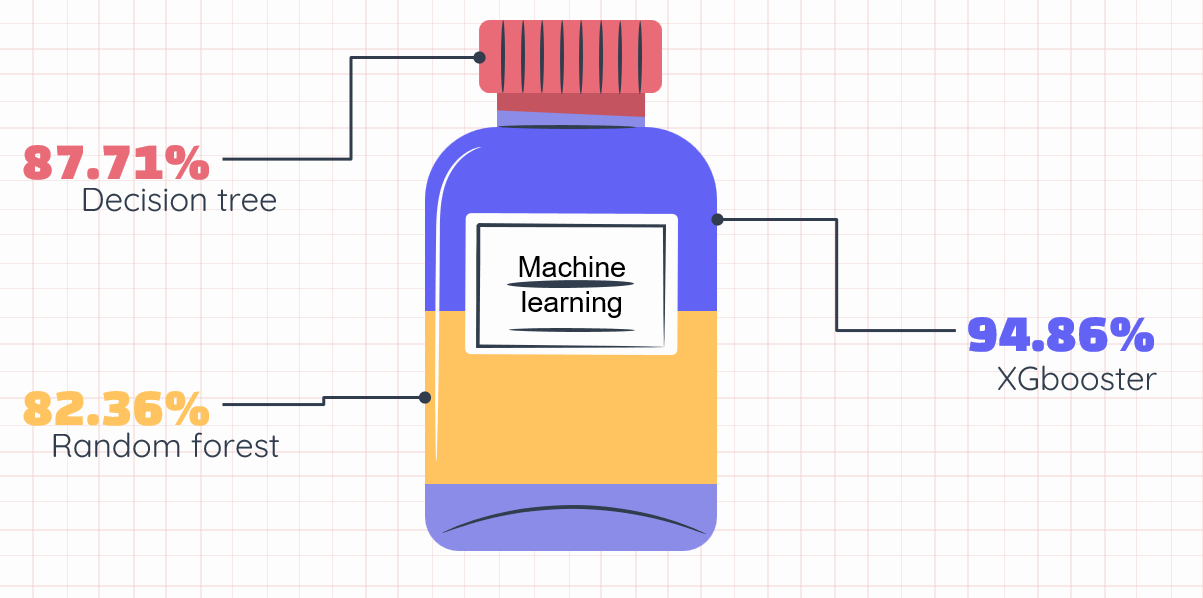 87.71%
Decision tree
Machine
learning
94.86%
XGbooster
82.36%
Random forest